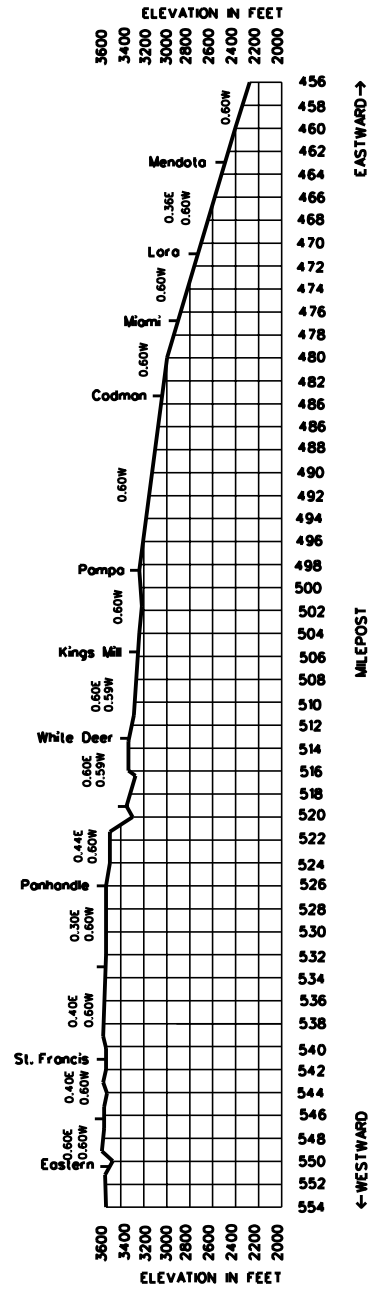 ELEVATION IN FEET
3600 3400 3200 3000 2800 2600 2400 2200 2000
456
EASTWARD→
458
0.60W
460
462
Mendota
464
466
0.36E
0.60W
468
470
Lora
472
0.60W
474
476
Miami
478
0.60W
480
482
Codman
486
486
488
490
0.60W
492
494
496
Pampa
498
500
0.60W
502
504
Kings Mill
506
MILEPOST
508
0.60E
0.59W
510
512
White Deer
514
0.60E
0.59W
516
518
520
522
0.44E
0.60W
524
Panhandle
526
528
0.30E
0.60W
530
532
534
536
0.40E
0.60W
538
540
St. Francis
542
0.40E
0.60W
544
546
0.60E
0.60W
548
Eastern
550
552
←WESTWARD
554
3600 3400 3200 3000 2800 2600 2400 2200 2000
ELEVATION IN FEET